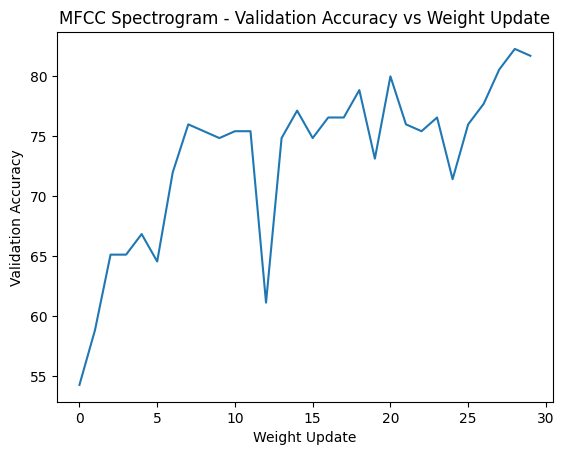 MFCC Spectrogram - Validation Accuracy vs Weight Update
80
75
70
65
60
55
Validation Accuracy
0 5 10 15 20 25 30
Weight Update